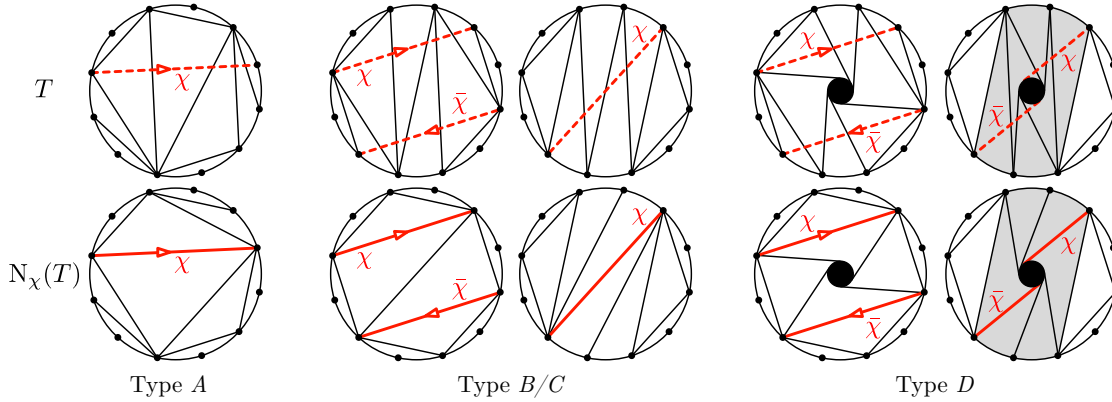 T χ χ χ̄ χ χ χ̄ χ χ̄
N_χ(T) χ χ χ̄ χ χ χ̄ χ χ̄
Type A Type B/C Type D